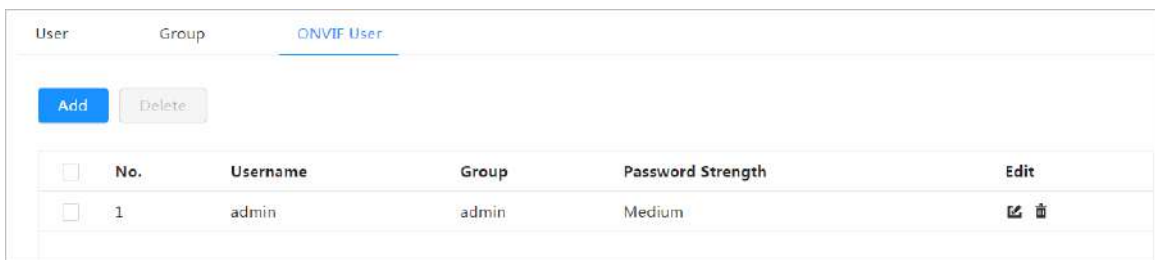 User Group ONVIF User
Add Delete
No. Username Group Password Strength Edit
1 admin admin Medium